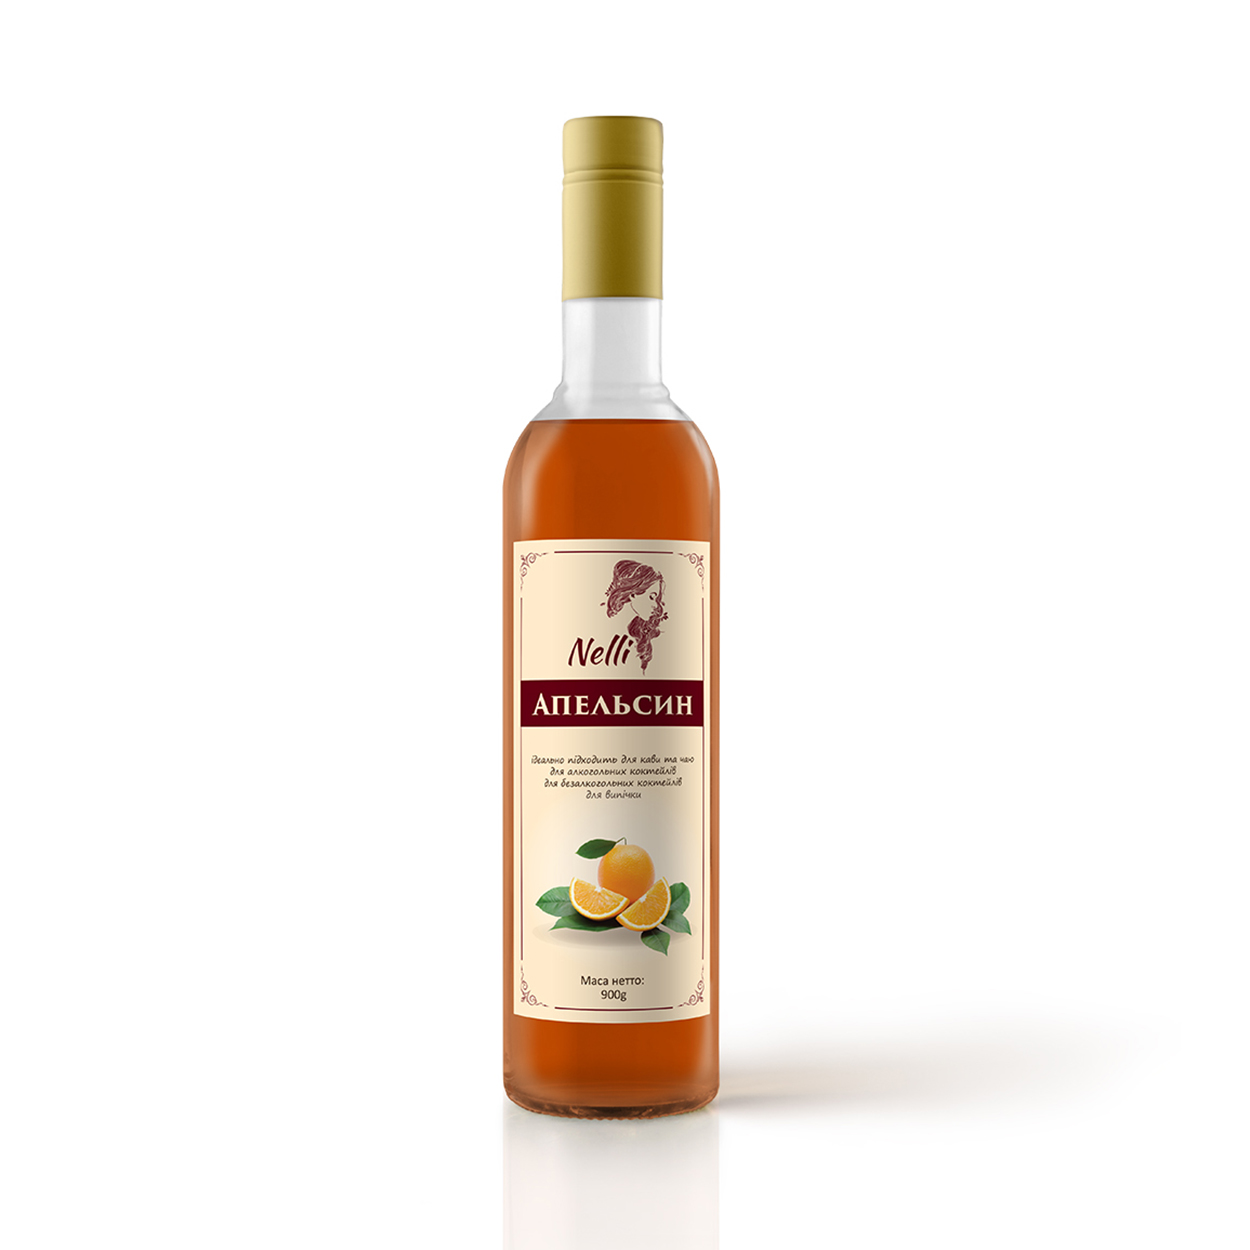 Nelli
АПЕЛЬСИН
ідеально підходить для кави та чаю
для алкогольних коктейлів
для безалкогольних коктейлів
для випічки
Маса нетто:
900g